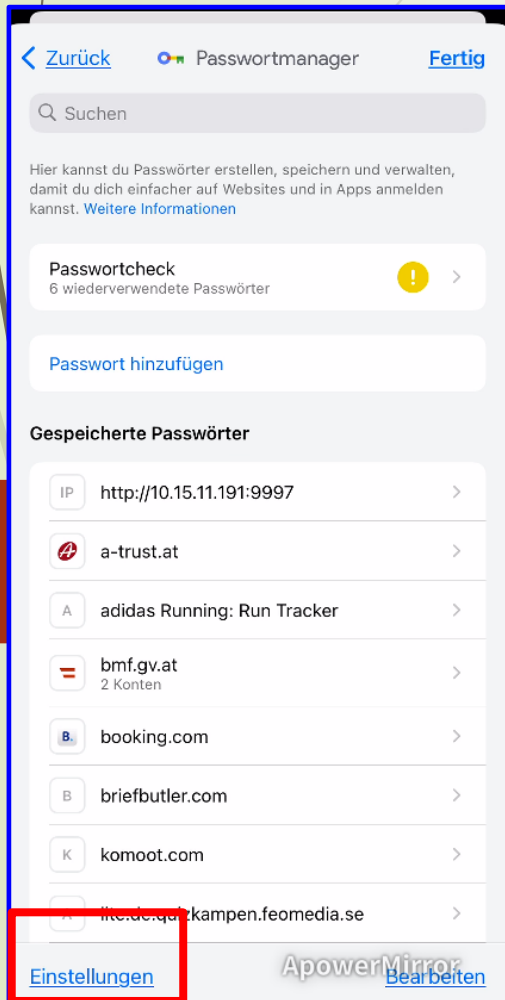 Zurück
Passwortmanager
Fertig
Suchen
Hier kannst du Passwörter erstellen, speichern und verwalten,
damit du dich einfacher auf Websites und in Apps anmelden
kannst. Weitere Informationen
Passwortcheck
6 wiederverwendete Passwörter
Passwort hinzufügen
Gespeicherte Passwörter
IP http://10.15.11.191:9997
a-trust.at
A adidas Running: Run Tracker
bmf.gv.at
2 Konten
B. booking.com
B briefbutler.com
K komoot.com
lite.de.quizkampen.feomedia.se
ApowerMirror
Einstellungen
Bearbeiten